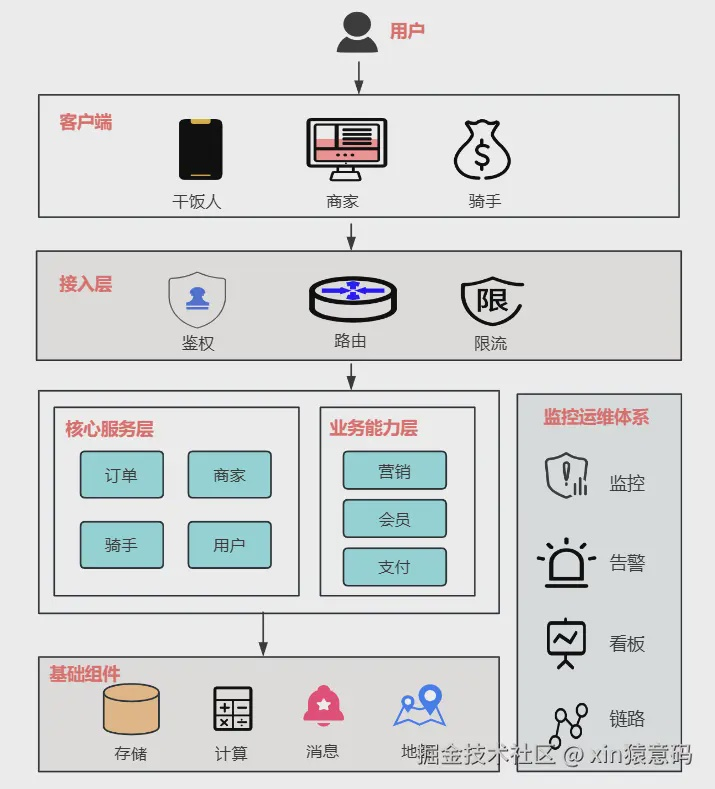 用户
客户端
干饭人
商家
骑手
接入层
限
鉴权
路由
限流
核心服务层
订单
商家
骑手
用户
业务能力层
营销
会员
支付
监控运维体系
监控
告警
看板
链路
基础组件
存储
计算
消息
地
掘金技术社区 @ xin猿意码